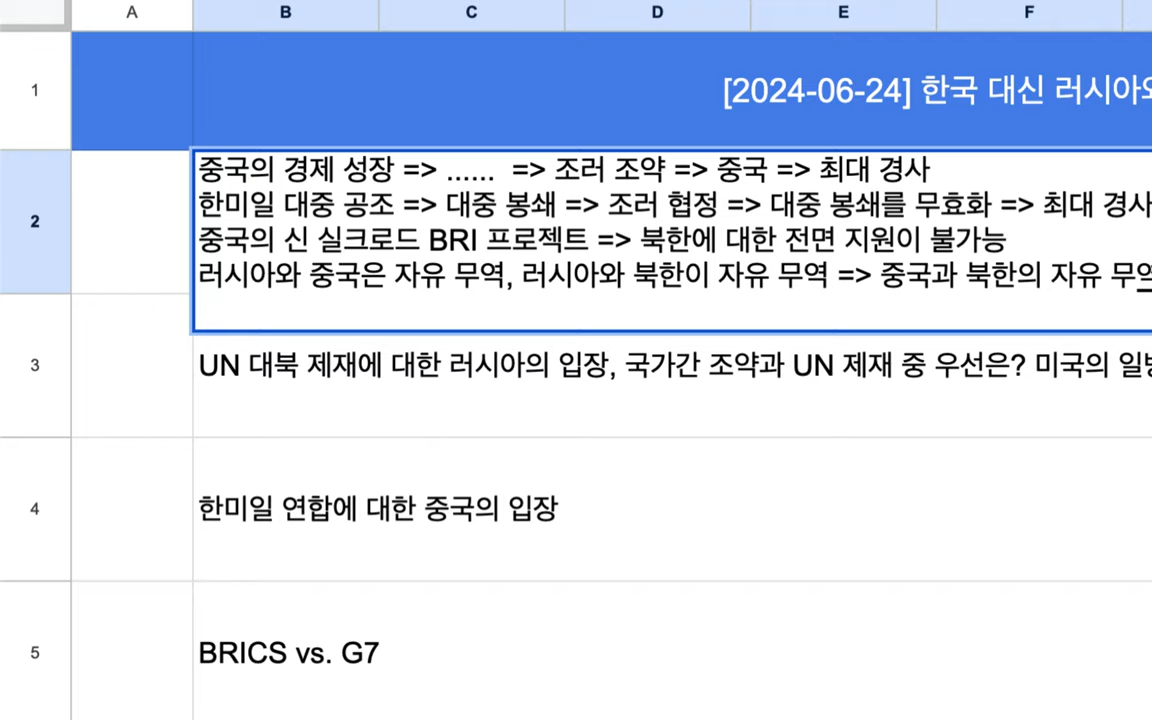 A B C D E F
1 [2024-06-24] 한국 대신 러시아와
2 중국의 경제 성장 => ...... => 조러 조약 => 중국 => 최대 경사
한미일 대중 공조 => 대중 봉쇄 => 조러 협정 => 대중 봉쇄를 무효화 => 최대 경사
중국의 신 실크로드 BRI 프로젝트 => 북한에 대한 전면 지원이 불가능
러시아와 중국은 자유 무역, 러시아와 북한이 자유 무역 => 중국과 북한의 자유 무역
3 UN 대북 제재에 대한 러시아의 입장, 국가간 조약과 UN 제재 중 우선은? 미국의
4 한미일 연합에 대한 중국의 입장
5 BRICS vs. G7